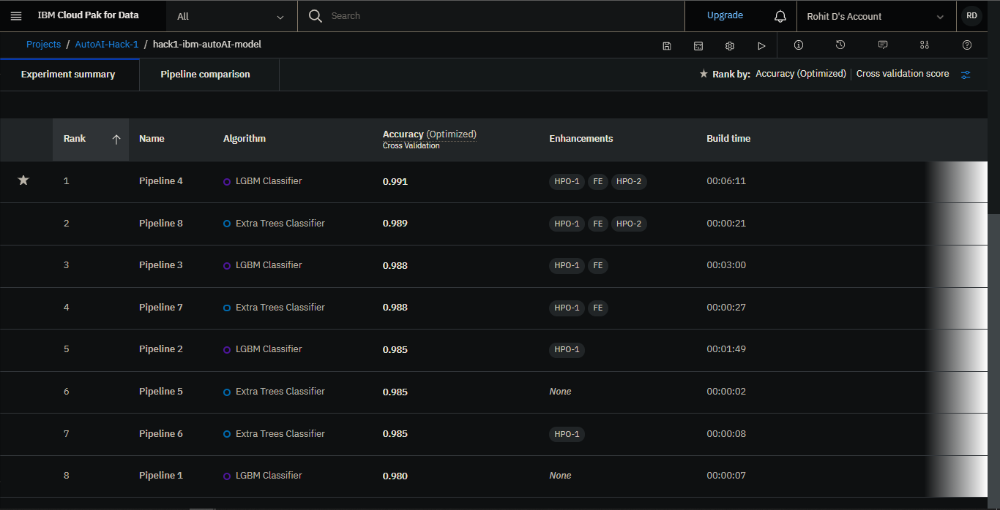 IBM Cloud Pak for Data All Search Upgrade Rohit D's Account RD
Projects / AutoAI-Hack-1 / hack1-ibm-autoAI-model
Experiment summary Pipeline comparison ★ Rank by: Accuracy (Optimized) | Cross validation score
Rank ↑ Name Algorithm Accuracy (Optimized) Enhancements Build time
Cross Validation
★ 1 Pipeline 4 LGBM Classifier 0.991 HPO-1 FE HPO-2 00:06:11
2 Pipeline 8 Extra Trees Classifier 0.989 HPO-1 FE HPO-2 00:00:21
3 Pipeline 3 LGBM Classifier 0.988 HPO-1 FE 00:03:00
4 Pipeline 7 Extra Trees Classifier 0.988 HPO-1 FE 00:00:27
5 Pipeline 2 LGBM Classifier 0.985 HPO-1 00:01:49
6 Pipeline 5 Extra Trees Classifier 0.985 None 00:00:02
7 Pipeline 6 Extra Trees Classifier 0.985 HPO-1 00:00:08
8 Pipeline 1 LGBM Classifier 0.980 None 00:00:07